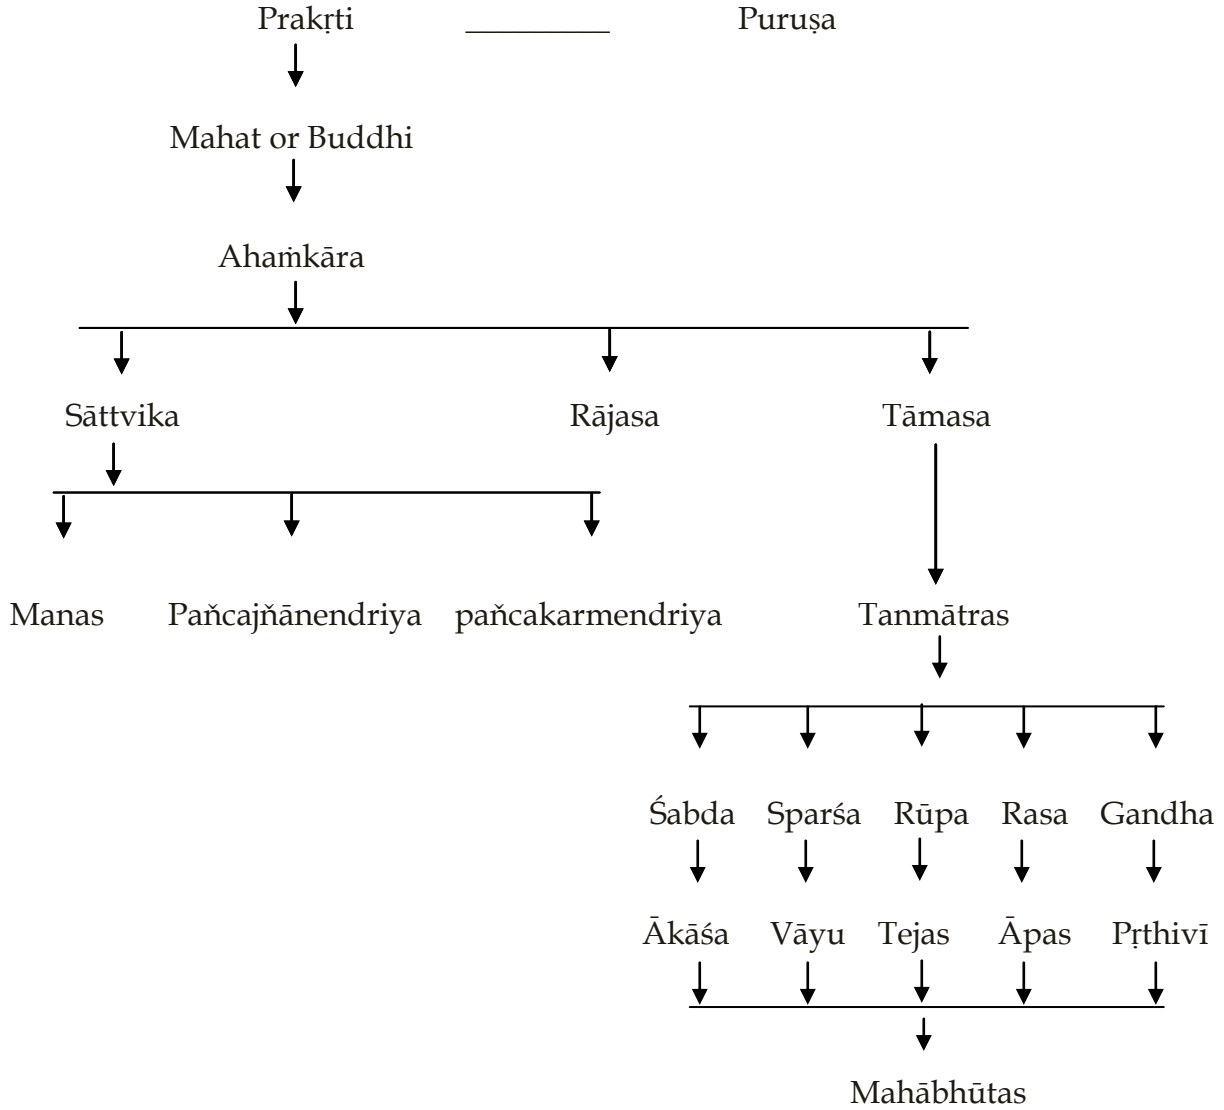 Prakṛti _________ Puruṣa
Mahat or Buddhi
Ahaṁkāra
Sāttvika Rājasa Tāmasa
Manas Paňcajňānendriya paňcakarmendriya Tanmātras
Śabda Sparśa Rūpa Rasa Gandha
Ākāśa Vāyu Tejas Āpas Pṛthivī
Mahābhūtas